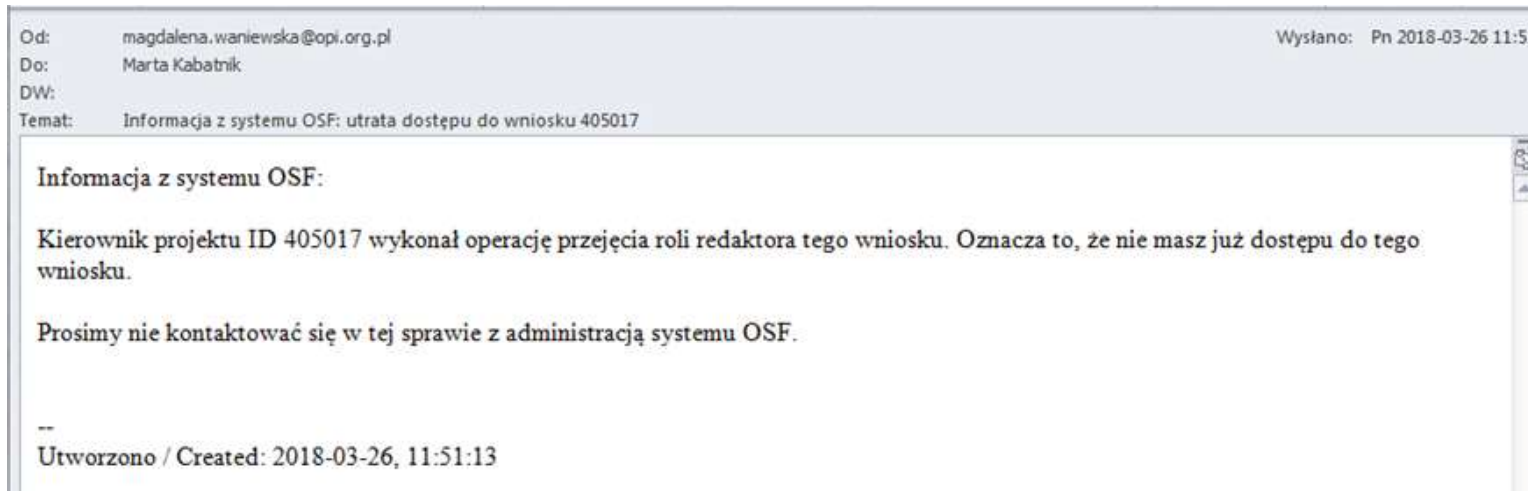 Od: magdalena.waniewska@opi.org.pl Wysłano: Pn 2018-03-26 11:5
Do: Marta Kabatnik
DW:
Temat: Informacja z systemu OSF: utrata dostępu do wniosku 405017
Informacja z systemu OSF:
Kierownik projektu ID 405017 wykonał operację przejęcia roli redaktora tego wniosku. Oznacza to, że nie masz już dostępu do tego
wniosku.
Prosimy nie kontaktować się w tej sprawie z administracją systemu OSF.
--
Utworzono / Created: 2018-03-26, 11:51:13